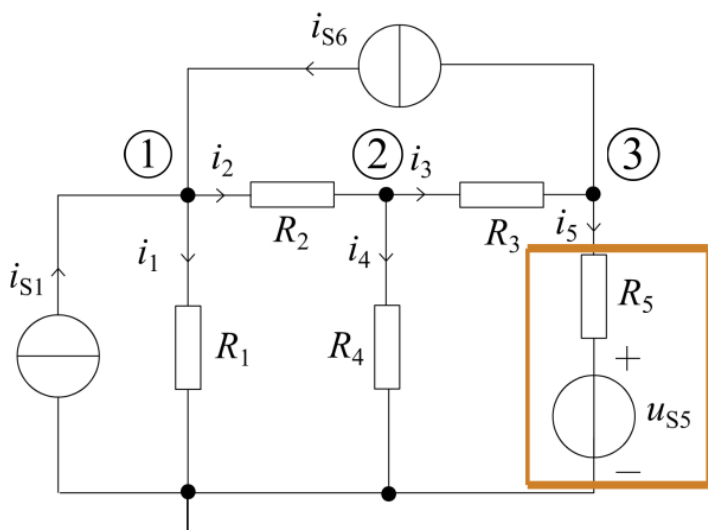 iS6
① i2 ② i3 ③
R2 R3
iS1 i1 i4 i5
R1 R4 R5
+
uS5
−